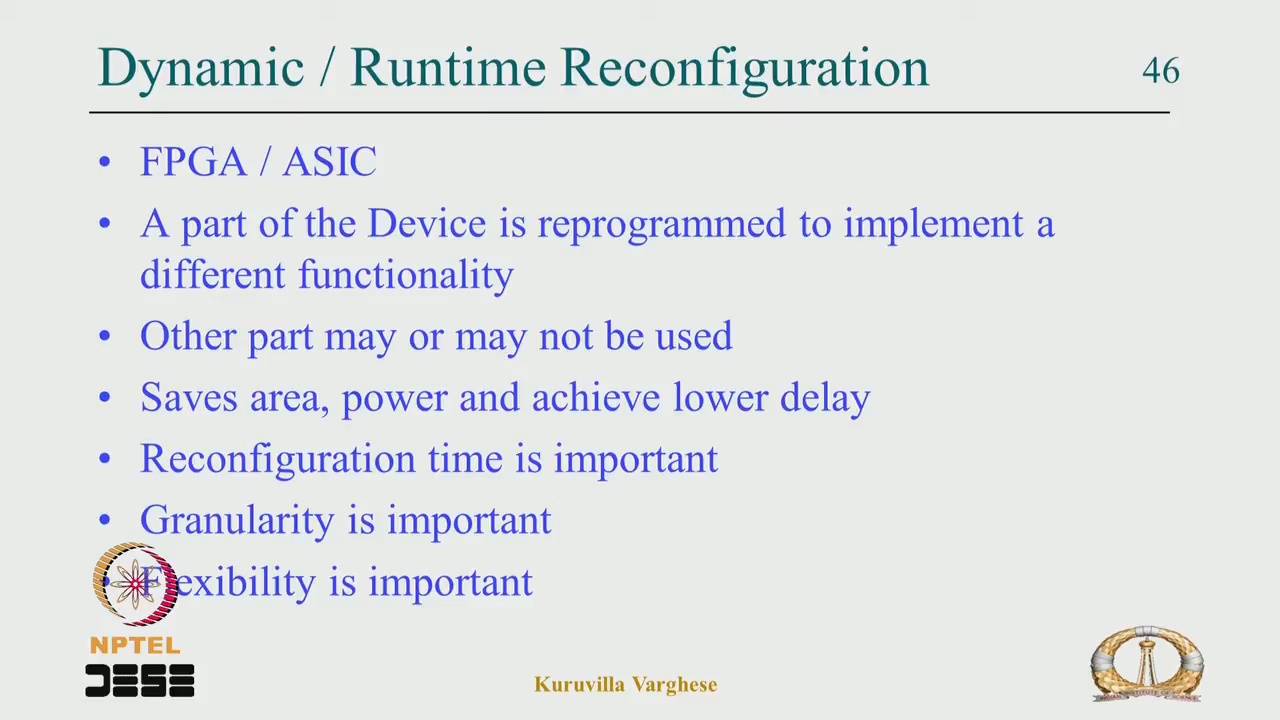 Dynamic / Runtime Reconfiguration
46
• FPGA / ASIC
• A part of the Device is reprogrammed to implement a
different functionality
• Other part may or may not be used
• Saves area, power and achieve lower delay
• Reconfiguration time is important
• Granularity is important
• Flexibility is important
NPTEL
DESE
Kuruvilla Varghese